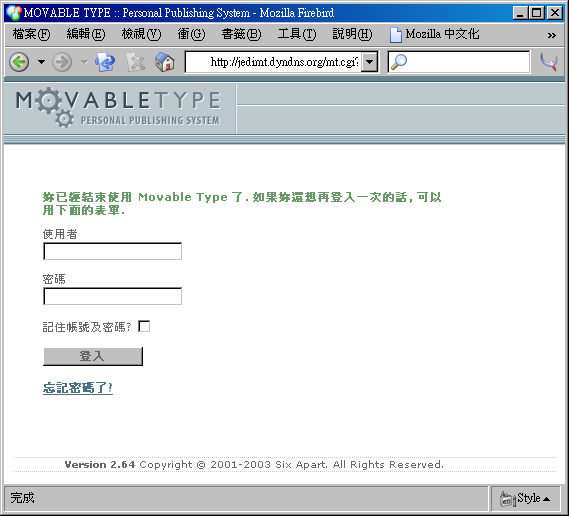 MOVABLE TYPE :: Personal Publishing System - Mozilla Firebird
檔案(F) 編輯(E) 檢視(V) 衝(G) 書籤(B) 工具(T) 說明(H) Mozilla 中文化 »
http://jedimt.dyndns.org/mt.cgi?
MOVABLETYPE
PERSONAL PUBLISHING SYSTEM
妳已經結束使用 Movable Type 了. 如果妳還想再登入一次的話, 可以
用下面的表單.
使用者
密碼
記住帳號及密碼?
登入
忘記密碼了?
Version 2.64 Copyright © 2001-2003 Six Apart. All Rights Reserved.
完成 Style